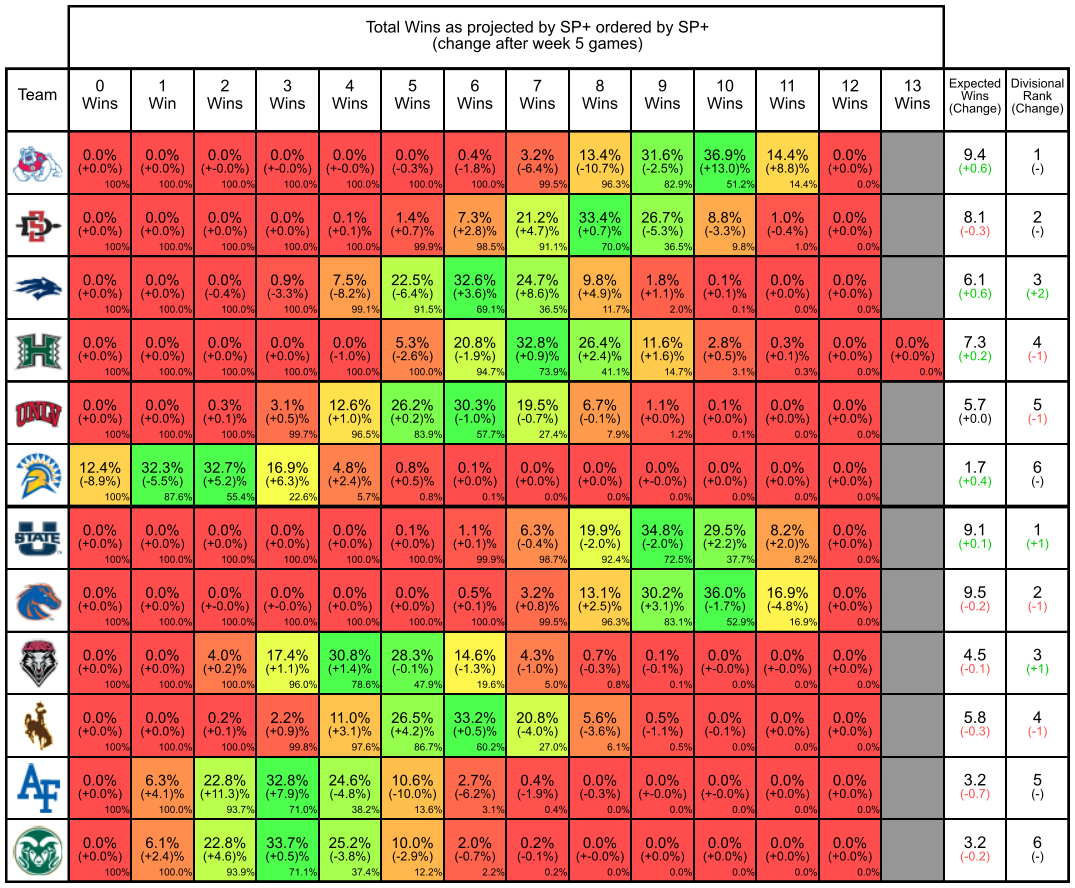 Total Wins as projected by SP+ ordered by SP+
(change after week 5 games)
Team 0 Wins 1 Win 2 Wins 3 Wins 4 Wins 5 Wins 6 Wins 7 Wins 8 Wins 9 Wins 10 Wins 11 Wins 12 Wins 13 Wins Expected Wins (Change) Divisional Rank (Change)
0.0% 0.0% 0.0% 0.0% 0.0% 0.0% 0.4% 3.2% 13.4% 31.6% 36.9% 14.4% 0.0% 9.4 1
(+0.0%) (+0.0%) (+-0.0%) (+-0.0%) (+-0.0%) (-0.3%) (-1.8%) (-6.4%) (-10.7%) (-2.5%) (+13.0)% (+8.8)% (+0.0%) (+0.6) (-)
100% 100.0% 100.0% 100.0% 100.0% 100.0% 100.0% 99.5% 96.3% 82.9% 51.2% 14.4% 0.0%
SD
0.0% 0.0% 0.0% 0.0% 0.1% 1.4% 7.3% 21.2% 33.4% 26.7% 8.8% 1.0% 0.0% 8.1 2
(+0.0%) (+0.0%) (+0.0%) (+0.0%) (+0.1)% (+0.7)% (+2.8)% (+4.7)% (+0.7)% (-5.3)% (-3.3)% (-0.4)% (+0.0%) (-0.3) (-)
100% 100.0% 100.0% 100.0% 100.0% 99.9% 98.5% 91.1% 70.0% 36.5% 9.8% 1.0% 0.0%
0.0% 0.0% 0.0% 0.9% 7.5% 22.5% 32.6% 24.7% 9.8% 1.8% 0.1% 0.0% 0.0% 6.1 3
(+0.0%) (+0.0%) (-0.4%) (-3.3%) (-8.2%) (-6.4%) (+3.6)% (+8.6)% (+4.9)% (+1.1)% (+0.1)% (+0.0%) (+0.0%) (+0.6) (+2)
100% 100.0% 100.0% 100.0% 99.1% 91.5% 69.1% 36.5% 11.7% 2.0% 0.1% 0.0% 0.0%
H
0.0% 0.0% 0.0% 0.0% 0.0% 5.3% 20.8% 32.8% 26.4% 11.6% 2.8% 0.3% 0.0% 0.0% 7.3 4
(+0.0%) (+0.0%) (+0.0%) (+0.0%) (-1.0%) (-2.6%) (-1.9%) (+0.9)% (+2.4)% (+1.6)% (+0.5)% (+0.1)% (+0.0%) (+0.0)% (+0.2) (-1)
100% 100.0% 100.0% 100.0% 100.0% 100.0% 94.7% 73.9% 41.1% 14.7% 3.1% 0.3% 0.0% 0.0%
UNLV
0.0% 0.0% 0.3% 3.1% 12.6% 26.2% 30.3% 19.5% 6.7% 1.1% 0.1% 0.0% 0.0% 5.7 5
(+0.0%) (+0.0%) (+0.1)% (+0.5)% (+1.0)% (+0.2)% (-1.0)% (-0.7)% (-0.1)% (+0.0)% (+0.0)% (+0.0%) (+0.0%) (+0.0) (-1)
100% 100.0% 100.0% 99.7% 96.5% 83.9% 57.7% 27.4% 7.9% 1.2% 0.1% 0.0% 0.0%
12.4% 32.3% 32.7% 16.9% 4.8% 0.8% 0.1% 0.0% 0.0% 0.0% 0.0% 0.0% 0.0% 1.7 6
(-8.9%) (-5.5%) (+5.2)% (+6.3)% (+2.4)% (+0.5)% (+0.0)% (+0.0%) (+0.0%) (+-0.0%) (+0.0%) (+0.0%) (+0.0%) (+0.4) (-)
100% 87.6% 55.4% 22.6% 5.7% 0.8% 0.1% 0.0% 0.0% 0.0% 0.0% 0.0% 0.0%
U STATE
0.0% 0.0% 0.0% 0.0% 0.0% 0.1% 1.1% 6.3% 19.9% 34.8% 29.5% 8.2% 0.0% 9.1 1
(+0.0%) (+0.0%) (+0.0%) (+0.0%) (+0.0%) (+0.0%) (+0.1)% (-0.4)% (-2.0)% (-2.0)% (+2.2)% (+2.0)% (+0.0%) (+0.1) (+1)
100% 100.0% 100.0% 100.0% 100.0% 100.0% 99.9% 98.7% 92.4% 72.5% 37.7% 8.2% 0.0%
0.0% 0.0% 0.0% 0.0% 0.0% 0.0% 0.5% 3.2% 13.1% 30.2% 36.0% 16.9% 0.0% 9.5 2
(+0.0%) (+0.0%) (+-0.0%) (+-0.0%) (+0.0%) (+0.0%) (+0.1)% (+0.8)% (+2.5)% (+3.1)% (-1.7)% (-4.8)% (+0.0%) (-0.2) (-1)
100% 100.0% 100.0% 100.0% 100.0% 100.0% 100.0% 99.5% 96.3% 83.1% 52.9% 16.9% 0.0%
0.0% 0.0% 4.0% 17.4% 30.8% 28.3% 14.6% 4.3% 0.7% 0.1% 0.0% 0.0% 0.0% 4.5 3
(+0.0%) (+0.0%) (+0.2)% (+1.1)% (+1.4)% (-0.1)% (-1.3)% (-1.0)% (-0.3)% (-0.1)% (+-0.0%) (+-0.0%) (+0.0%) (-0.1) (+1)
100% 100.0% 100.0% 96.0% 78.6% 47.9% 19.6% 5.0% 0.8% 0.1% 0.0% 0.0% 0.0%
0.0% 0.0% 0.2% 2.2% 11.0% 26.5% 33.2% 20.8% 5.6% 0.5% 0.0% 0.0% 0.0% 5.8 4
(+0.0%) (+0.0%) (+0.1)% (+0.9)% (+3.1)% (+4.2)% (+0.5)% (-4.0)% (-3.6)% (-1.1)% (-0.1%) (+0.0%) (+0.0%) (-0.3) (-1)
100% 100.0% 100.0% 99.8% 97.6% 86.7% 60.2% 27.0% 6.1% 0.5% 0.0% 0.0% 0.0%
AF
0.0% 6.3% 22.8% 32.8% 24.6% 10.6% 2.7% 0.4% 0.0% 0.0% 0.0% 0.0% 0.0% 3.2 5
(+0.0%) (+4.1)% (+11.3)% (+7.9)% (-4.8)% (-10.0)% (-6.2)% (-1.9)% (-0.3%) (+-0.0%) (+-0.0%) (+0.0%) (+0.0%) (-0.7) (-)
100% 100.0% 93.7% 71.0% 38.2% 13.6% 3.1% 0.4% 0.0% 0.0% 0.0% 0.0% 0.0%
0.0% 6.1% 22.8% 33.7% 25.2% 10.0% 2.0% 0.2% 0.0% 0.0% 0.0% 0.0% 0.0% 3.2 6
(+0.0%) (+2.4)% (+4.6)% (+0.5)% (-3.8)% (-2.9)% (-0.7)% (-0.1)% (+-0.0%) (+0.0%) (+0.0%) (+0.0%) (+0.0%) (-0.2) (-)
100% 100.0% 93.9% 71.1% 37.4% 12.2% 2.2% 0.2% 0.0% 0.0% 0.0% 0.0% 0.0%